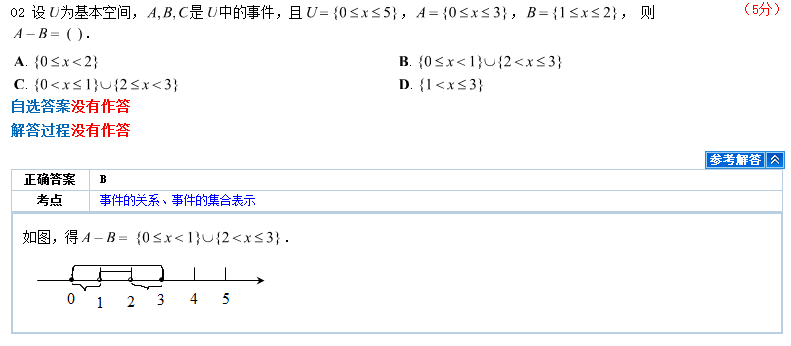 02 设U为基本空间，A,B,C是U中的事件，且U={0≤x≤5}，A={0≤x≤3}，B={1≤x≤2}， 则 （5分）
A−B=（ ）.
A. {0≤x<2} B. {0≤x<1}∪{2<x≤3}
C. {0<x≤1}∪{2≤x<3} D. {1<x≤3}
自选答案没有作答
解答过程没有作答
参考解答
正确答案 B
考点 事件的关系、事件的集合表示
如图，得A−B= {0≤x<1}∪{2<x≤3}.
0 1 2 3 4 5